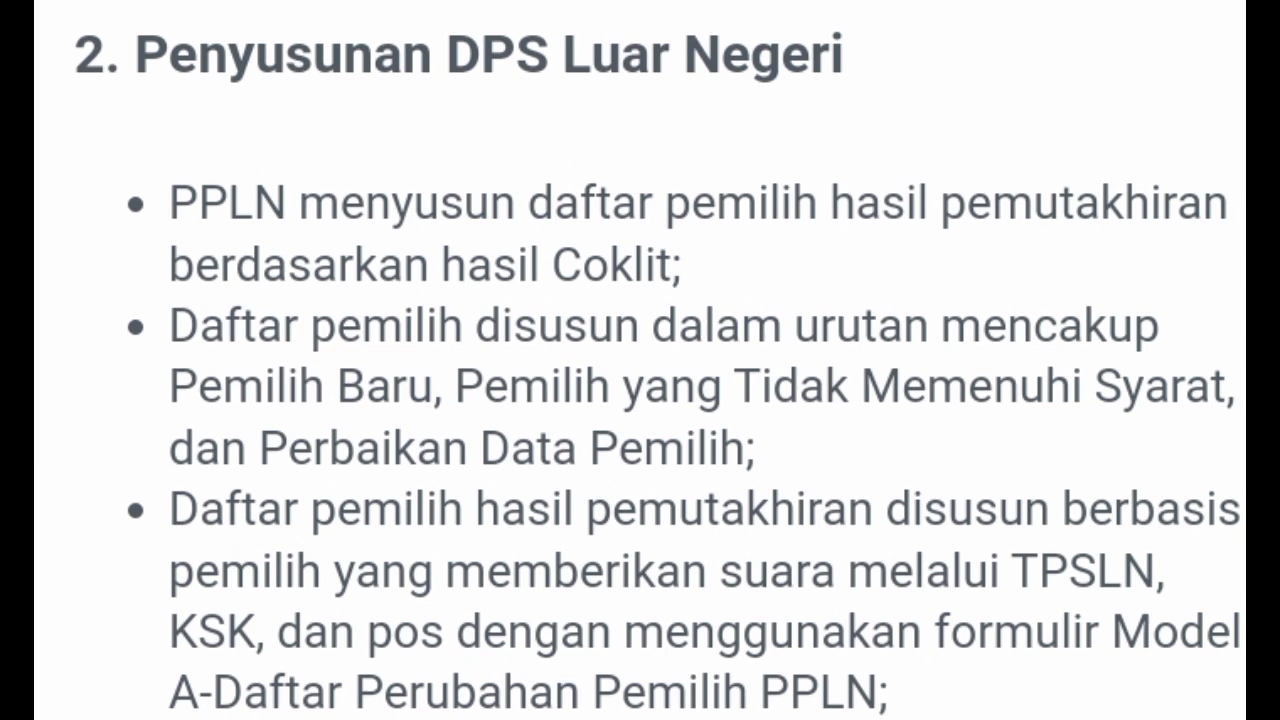 2. Penyusunan DPS Luar Negeri
• PPLN menyusun daftar pemilih hasil pemutakhiran
berdasarkan hasil Coklit;
• Daftar pemilih disusun dalam urutan mencakup
Pemilih Baru, Pemilih yang Tidak Memenuhi Syarat,
dan Perbaikan Data Pemilih;
• Daftar pemilih hasil pemutakhiran disusun berbasis
pemilih yang memberikan suara melalui TPSLN,
KSK, dan pos dengan menggunakan formulir Model
A-Daftar Perubahan Pemilih PPLN;